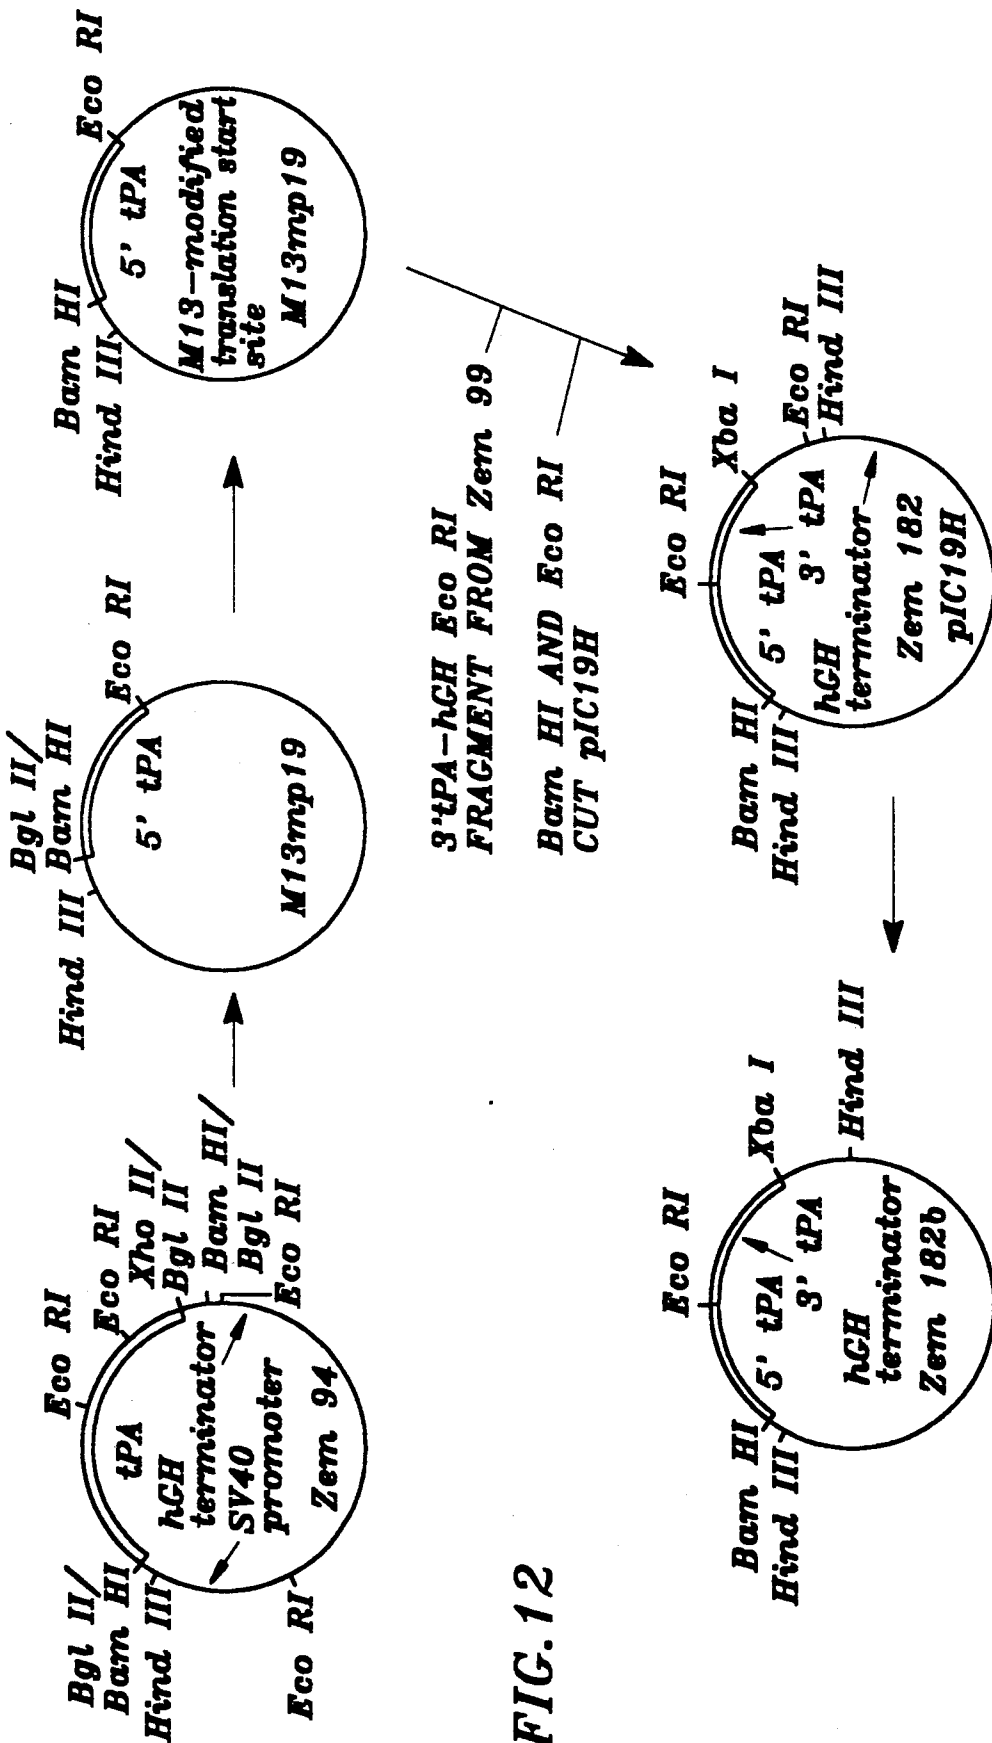 Bgl II/
Bam HI
Hind III
Eco RI
Eco RI
Xho II/
Bgl II
Bam HI/
Bgl II
Eco RI
Eco RI
tPA
hGH
terminator
SV40
promoter
Zem 94
Hind III
Bgl II/
Bam HI
Eco RI
5' tPA
M13mp19
Bam HI
Hind III
Eco RI
5' tPA
M13-modified
translation start
site
M13mp19
3'tPA-hGH Eco RI
FRAGMENT FROM Zem 99
Bam HI AND Eco RI
CUT pIC19H
Bam HI
Hind III
Eco RI
Xba I
Eco RI
Hind III
5' tPA
3' tPA
hGH
terminator
Zem 182
pIC19H
Bam HI
Hind III
Eco RI
Xba I
Hind III
5' tPA
3' tPA
hGH
terminator
Zem 182b
FIG.12